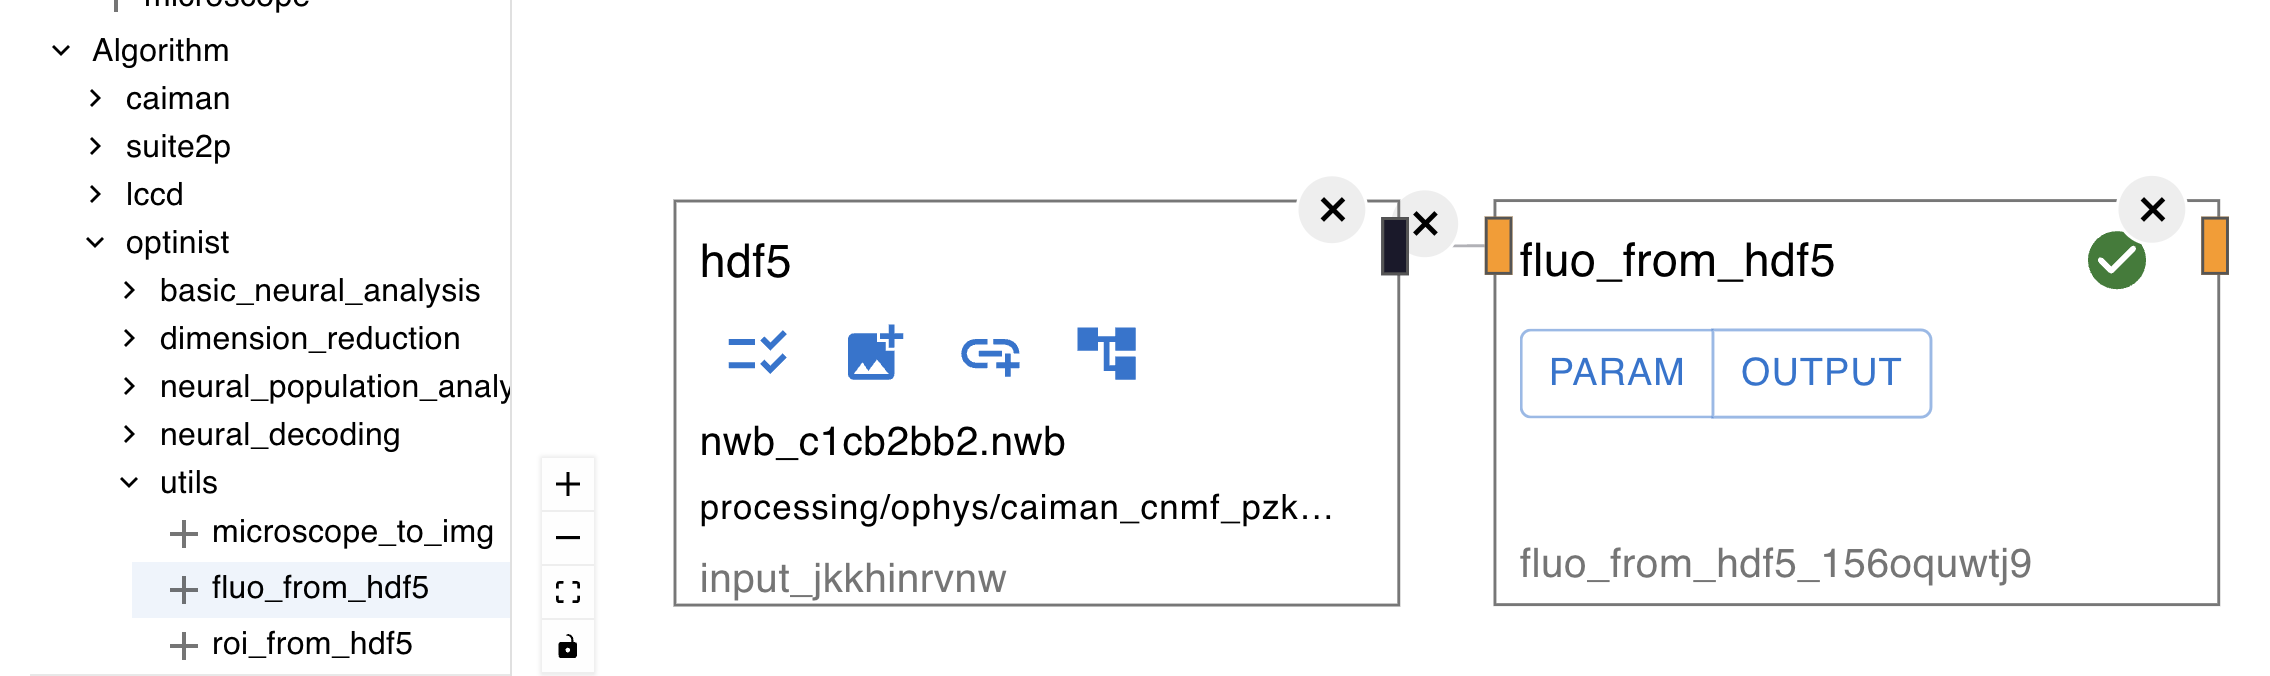 microscope
Algorithm
caiman
suite2p
lccd
optinist
basic_neural_analysis
dimension_reduction
neural_population_analy
neural_decoding
utils
microscope_to_img
fluo_from_hdf5
roi_from_hdf5
hdf5
nwb_c1cb2bb2.nwb
processing/ophys/caiman_cnmf_pzk...
input_jkkhinrvnw
fluo_from_hdf5
PARAM OUTPUT
fluo_from_hdf5_156oquwtj9